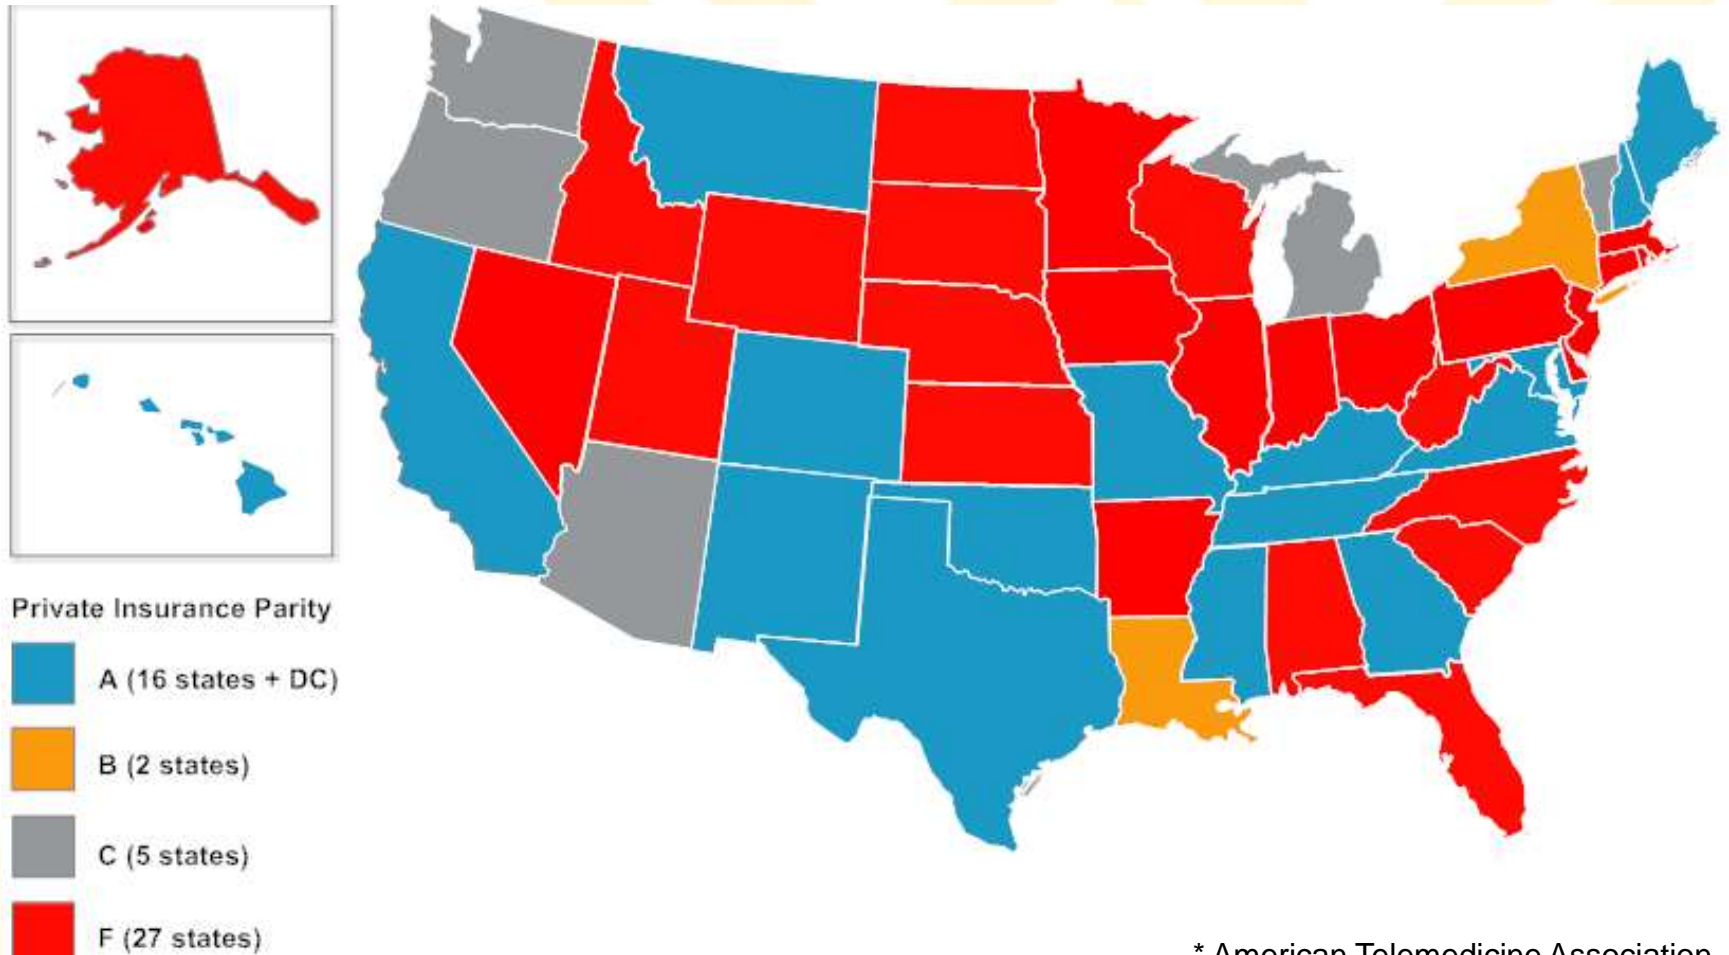 Private Insurance Parity
A (16 states + DC)
B (2 states)
C (5 states)
F (27 states)
* American Telemedicine Association